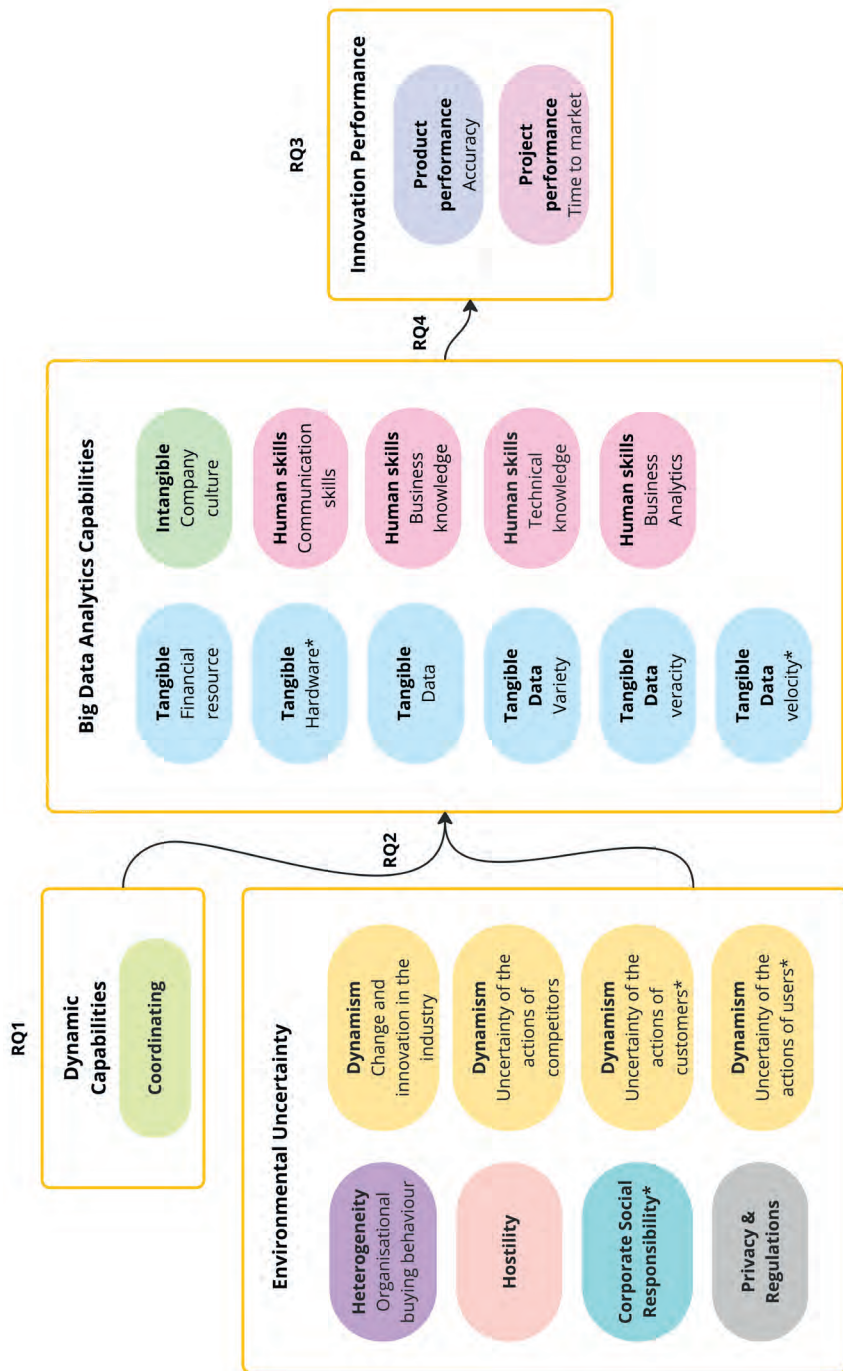 RQ1
Dynamic
Capabilities
Coordinating
Environmental Uncertainty
Heterogeneity
Organisational
buying behaviour
Hostility
Corporate Social
Responsibility*
Privacy &
Regulations
Dynamism
Change and
innovation in the
industry
Dynamism
Uncertainty of the
actions of
competitors
Dynamism
Uncertainty of the
actions of
customers*
Dynamism
Uncertainty of the
actions of users*
RQ2
Big Data Analytics Capabilities
Tangible
Financial
resource
Tangible
Hardware*
Tangible
Data
Tangible
Data
Variety
Tangible
Data
veracity
Tangible
Data
velocity*
Intangible
Company
culture
Human skills
Communication
skills
Human skills
Business
knowledge
Human skills
Technical
knowledge
Human skills
Business
Analytics
RQ4
RQ3
Innovation Performance
Product
performance
Accuracy
Project
performance
Time to market